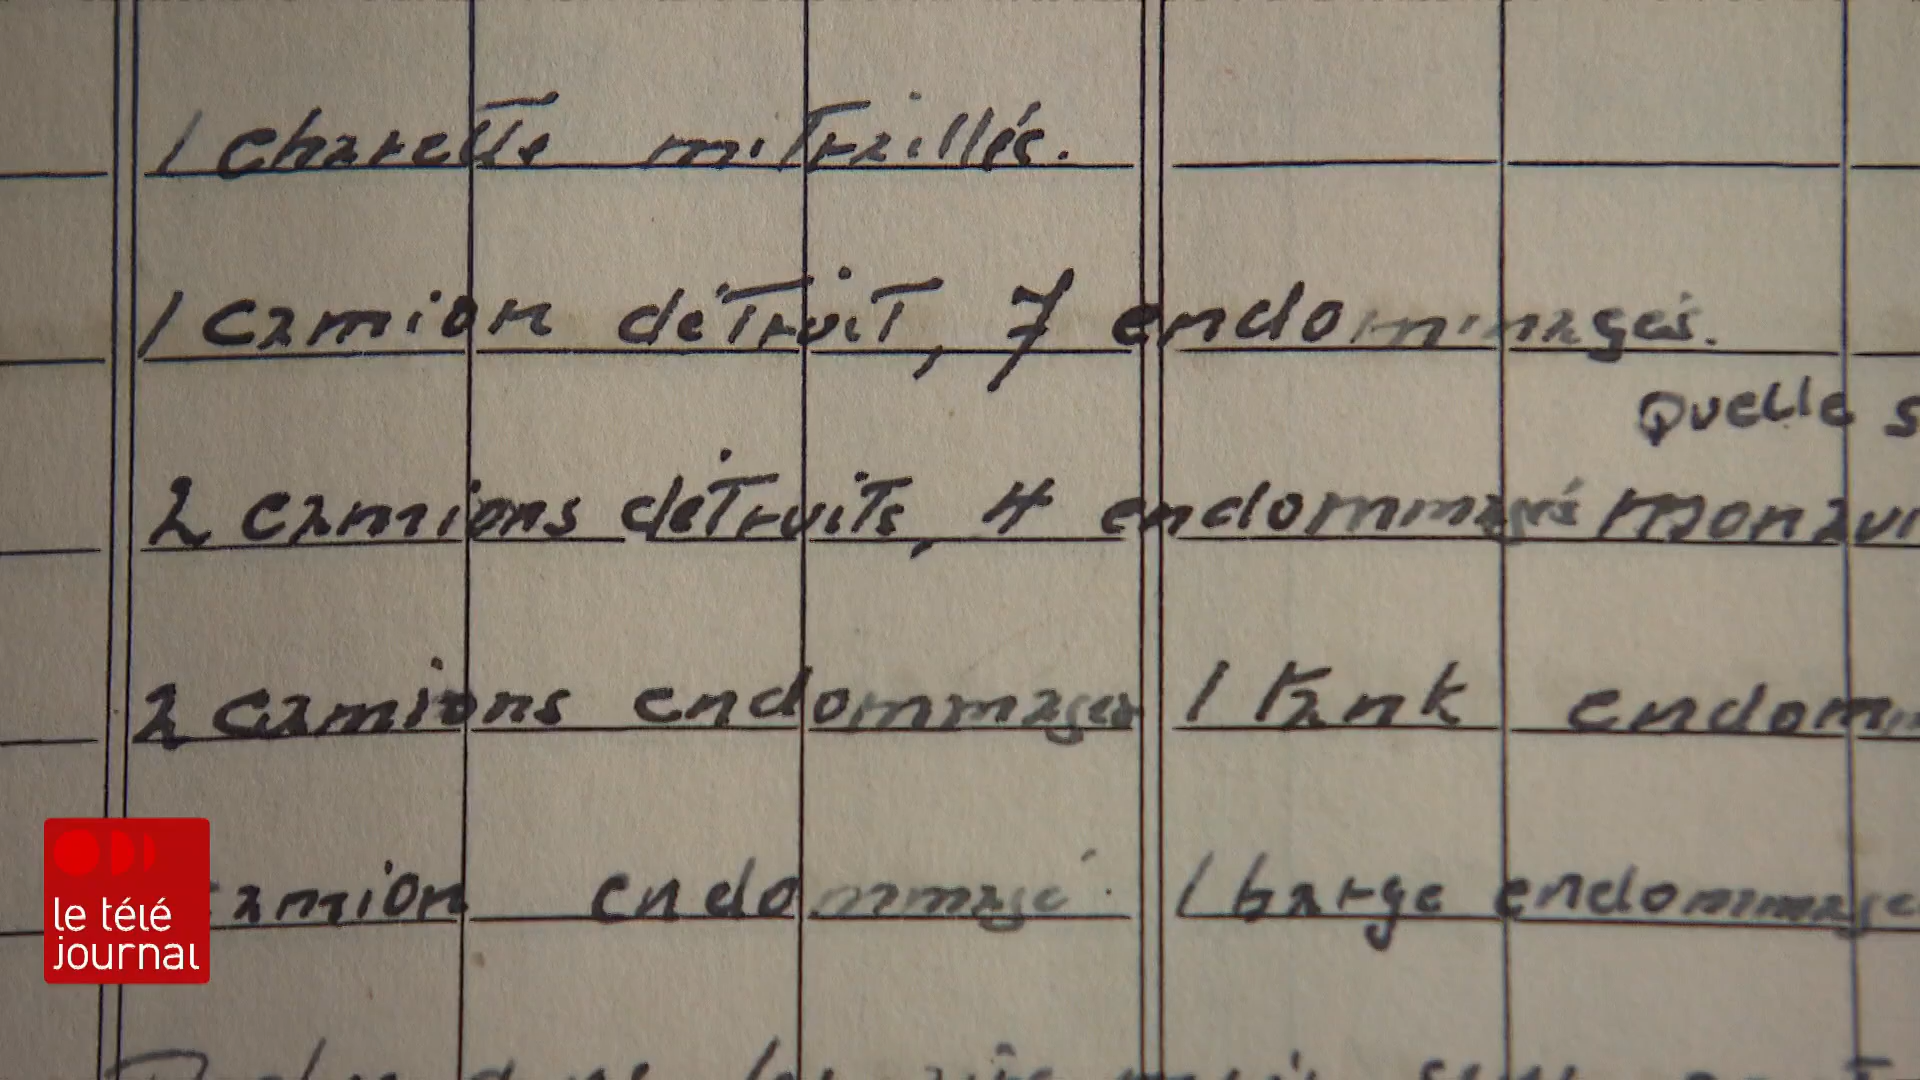 1 charette mitraillés.
1 camion détruit, 7 endommagés.
Quelle s
2 camions détruits, 4 endommagés
2 camions endommagés 1 tank endomm
camion endommagé 1 barge endommagé
le télé
journal